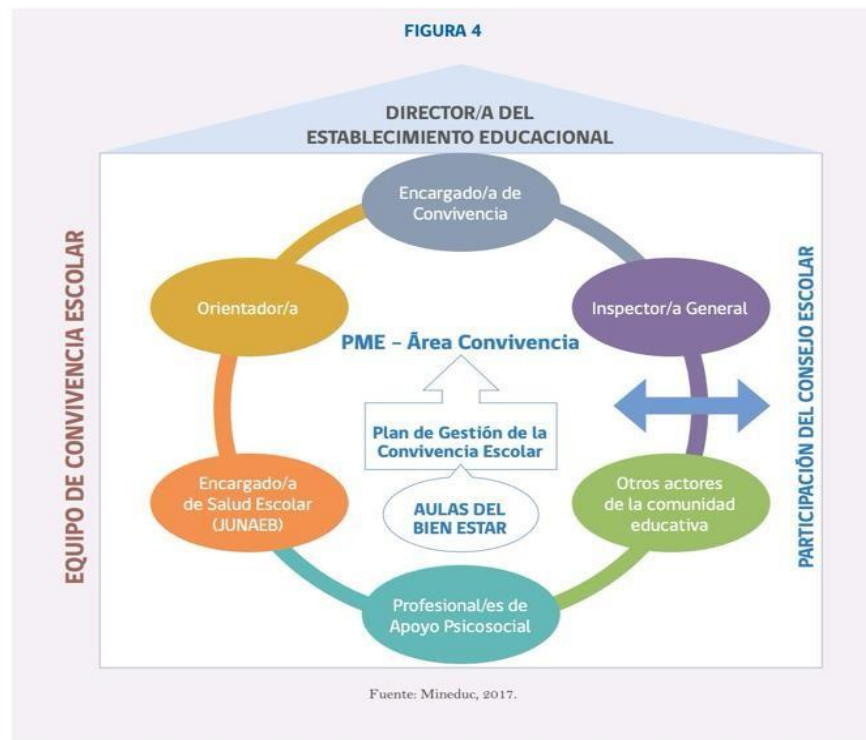 FIGURA 4
DIRECTOR/A DEL
ESTABLECIMIENTO EDUCACIONAL
EQUIPO DE CONVIVENCIA ESCOLAR
Encargado/a de
Convivencia
Orientador/a
Inspector/a General
PME – Área Convivencia
Plan de Gestión de la
Convivencia Escolar
AULAS DEL
BIEN ESTAR
Encargado/a
de Salud Escolar
(JUNAEB)
Otros actores
de la comunidad
educativa
Profesional/es de
Apoyo Psicosocial
PARTICIPACIÓN DEL CONSEJO ESCOLAR
Fuente: Mineduc, 2017.